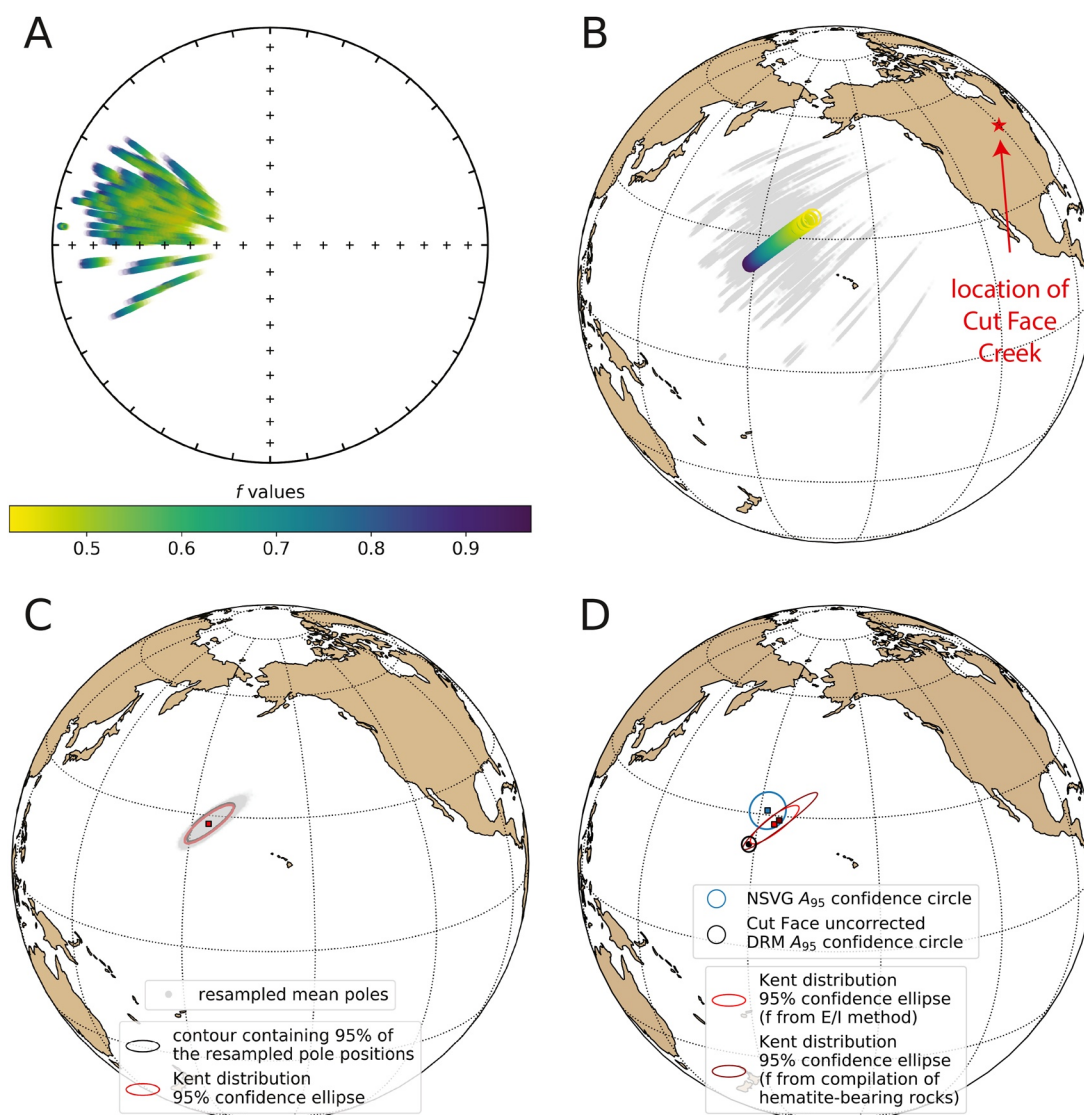 A
B
location of
Cut Face
Creek
f values
0.5 0.6 0.7 0.8 0.9
C
D
resampled mean poles
contour containing 95% of
the resampled pole positions
Kent distribution
95% confidence ellipse
NSVG A95 confidence circle
Cut Face uncorrected
DRM A95 confidence circle
Kent distribution
95% confidence ellipse
(f from E/I method)
Kent distribution
95% confidence ellipse
(f from compilation of
hematite-bearing rocks)